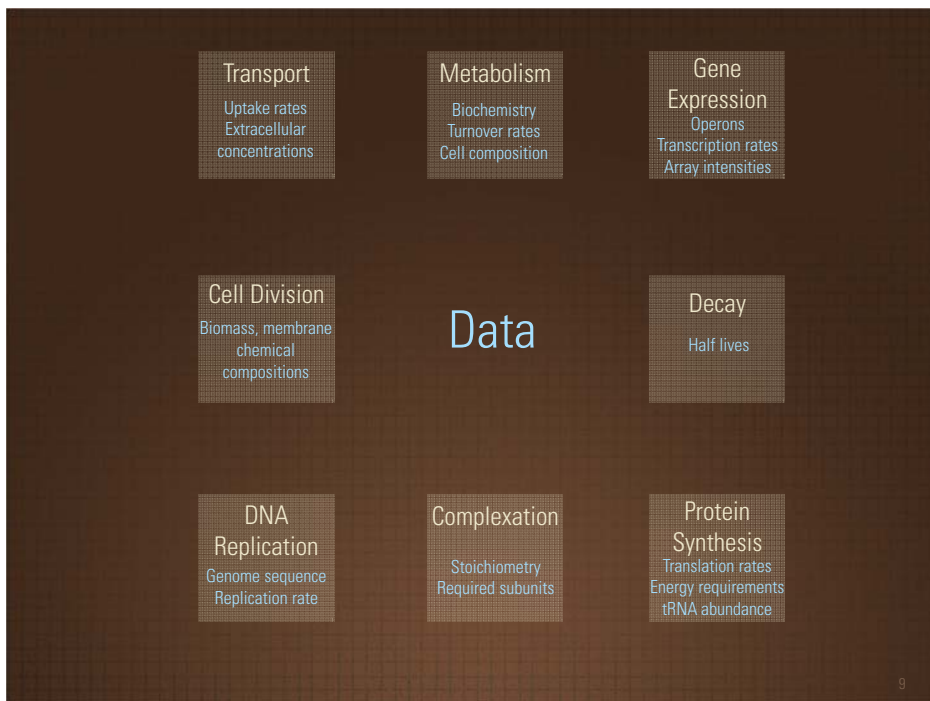 Transport
Uptake rates
Extracellular
concentrations
Metabolism
Biochemistry
Turnover rates
Cell composition
Gene
Expression
Operons
Transcription rates
Array intensities
Cell Division
Biomass, membrane
chemical
compositions
Data
Decay
Half lives
DNA
Replication
Genome sequence
Replication rate
Complexation
Stoichiometry
Required subunits
Protein
Synthesis
Translation rates
Energy requirements
tRNA abundance
9